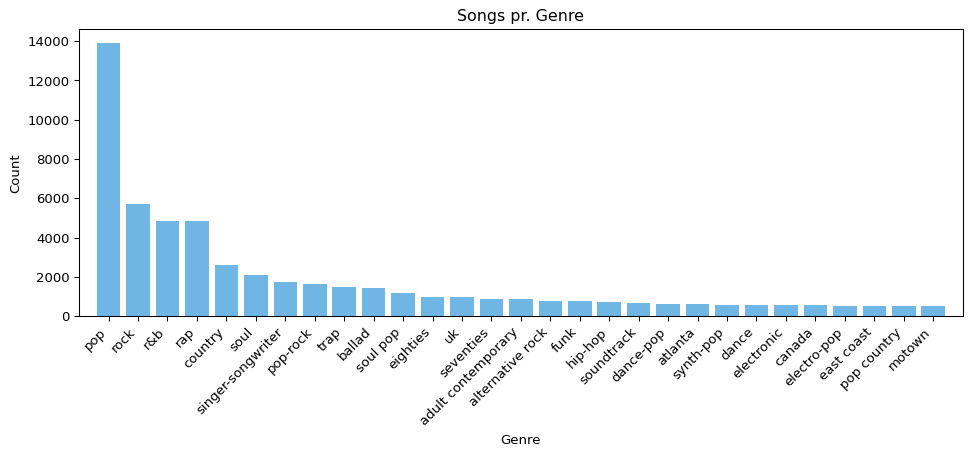 Songs pr. Genre
Count
14000
12000
10000
8000
6000
4000
2000
0
pop
rock
r&b
rap
country
soul
singer-songwriter
pop-rock
trap
ballad
soul pop
eighties
uk
seventies
adult contemporary
alternative rock
funk
hip-hop
soundtrack
dance-pop
atlanta
synth-pop
dance
electronic
canada
electro-pop
east coast
pop country
motown
Genre